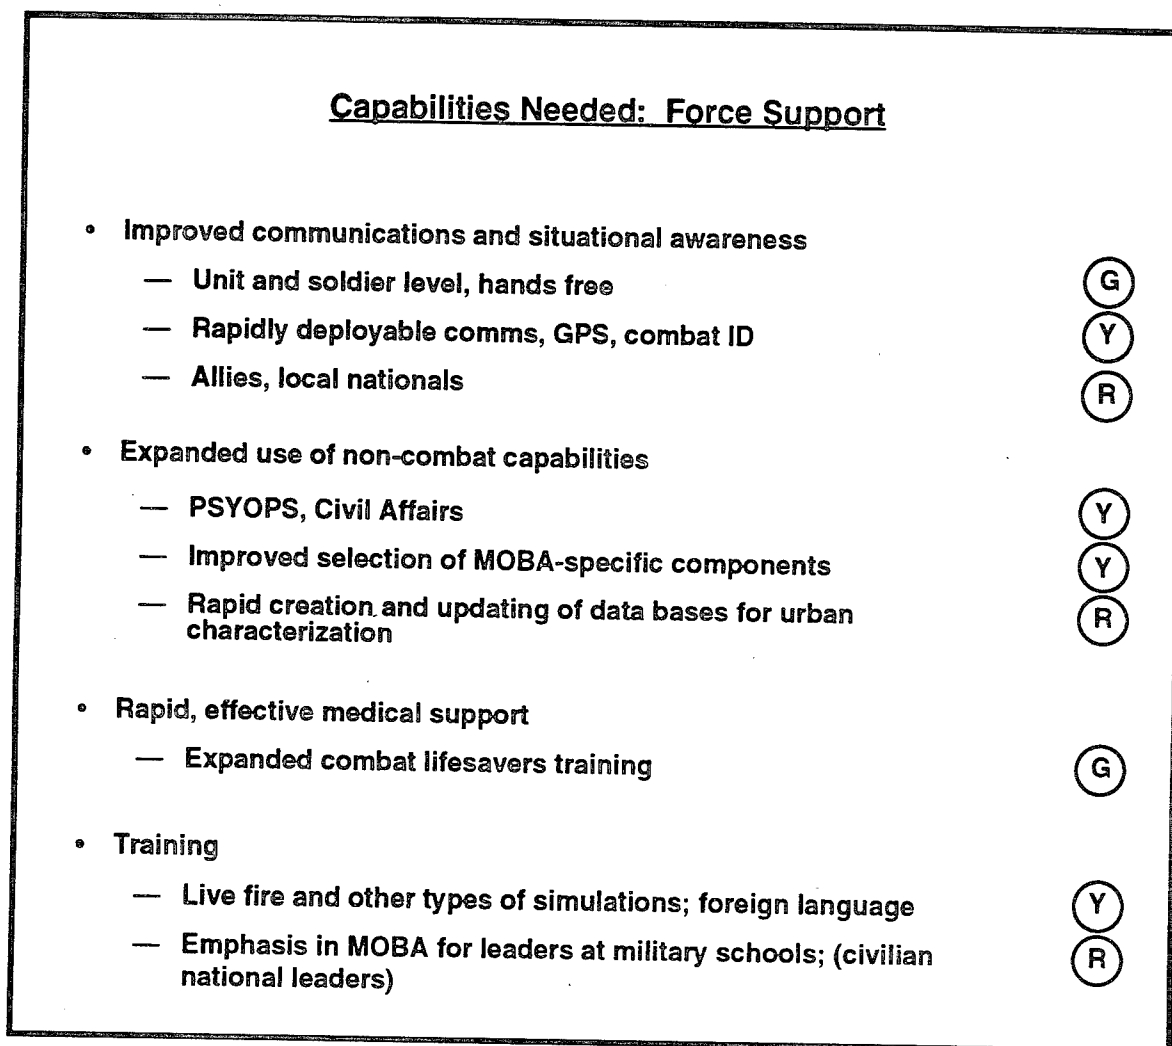 Capabilities Needed: Force Support
• Improved communications and situational awareness
— Unit and soldier level, hands free G
— Rapidly deployable comms, GPS, combat ID Y
— Allies, local nationals R
• Expanded use of non-combat capabilities
— PSYOPS, Civil Affairs Y
— Improved selection of MOBA-specific components Y
— Rapid creation and updating of data bases for urban R
characterization
• Rapid, effective medical support
— Expanded combat lifesavers training G
• Training
— Live fire and other types of simulations; foreign language Y
— Emphasis in MOBA for leaders at military schools; (civilian R
national leaders)